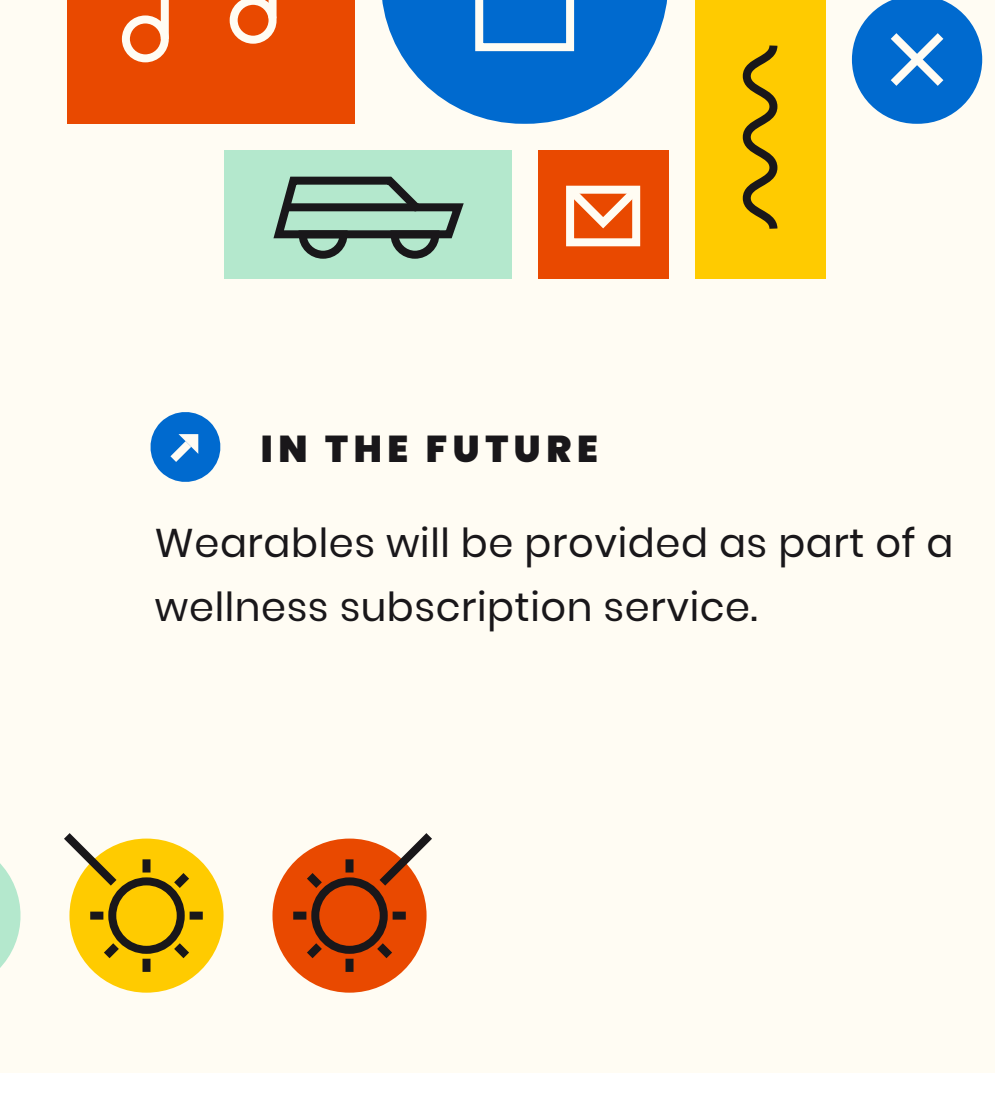 IN THE FUTURE
Wearables will be provided as part of a
wellness subscription service.